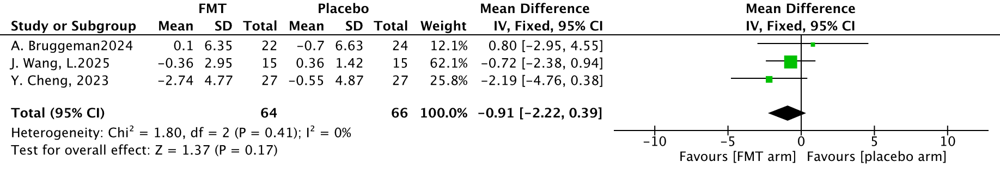 FMT Placebo Mean Difference Mean Difference
Study or Subgroup Mean SD Total Mean SD Total Weight IV, Fixed, 95% CI IV, Fixed, 95% CI
A. Bruggeman2024 0.1 6.35 22 −0.7 6.63 24 12.1% 0.80 [−2.95, 4.55]
J. Wang, L.2025 −0.36 2.95 15 0.36 1.42 15 62.1% −0.72 [−2.38, 0.94]
Y. Cheng, 2023 −2.74 4.77 27 −0.55 4.87 27 25.8% −2.19 [−4.76, 0.38]
Total (95% CI) 64 66 100.0% −0.91 [−2.22, 0.39]
Heterogeneity: Chi² = 1.80, df = 2 (P = 0.41); I² = 0%
Test for overall effect: Z = 1.37 (P = 0.17)
−10 −5 0 5 10
Favours [FMT arm] Favours [placebo arm]